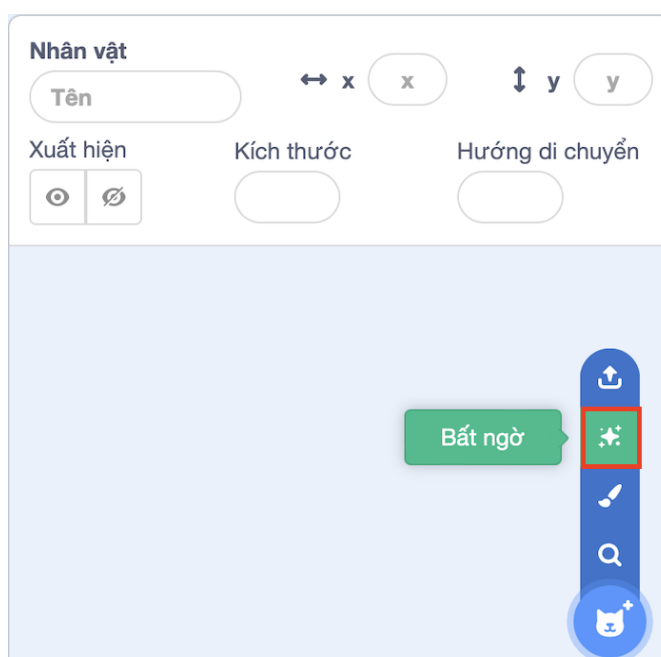 Nhân vật
Tên
x
x
y
y
Xuất hiện
Kích thước
Hướng di chuyển
Bất ngờ